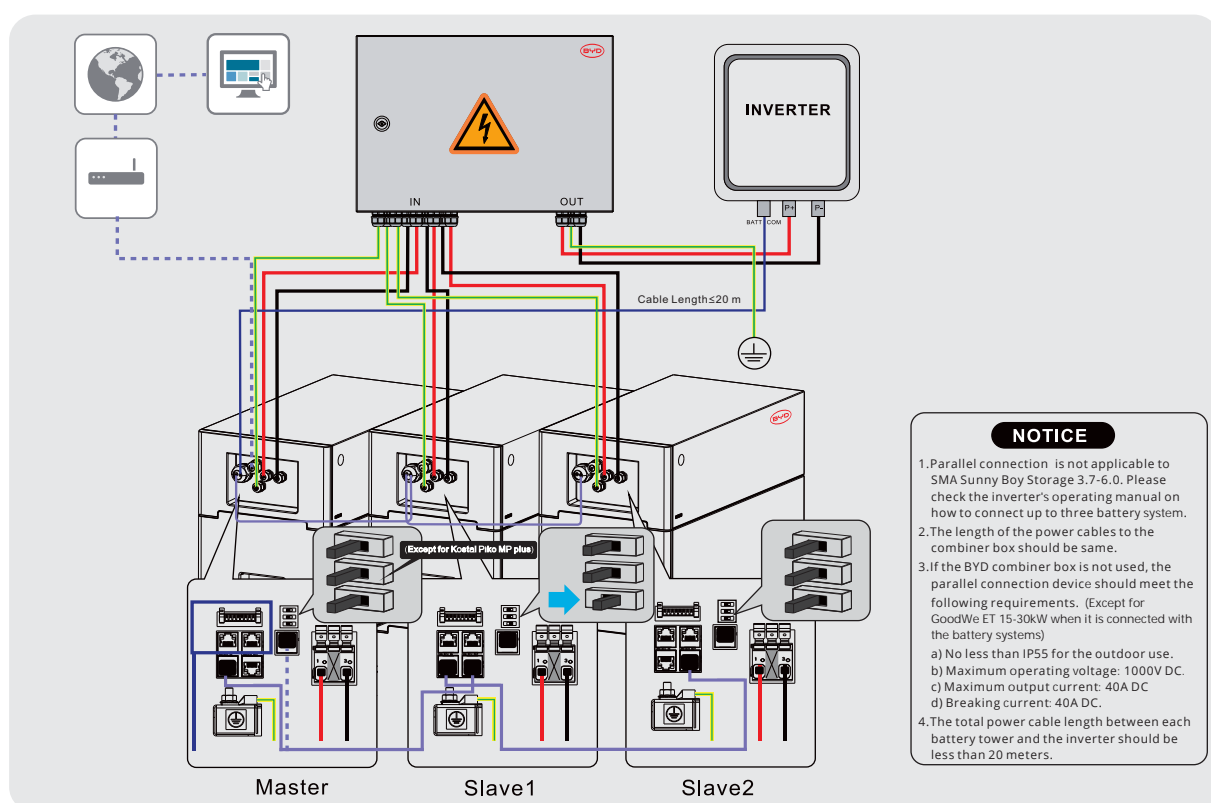 BYD
INVERTER
IN
OUT
BATT COM
P+
P-
Cable Length≤20 m
BYD
(Except for Kostal Piko MP plus)
Master
Slave1
Slave2
NOTICE
1.Parallel connection is not applicable to
SMA Sunny Boy Storage 3.7-6.0. Please
check the inverter's operating manual on
how to connect up to three battery system.
2.The length of the power cables to the
combiner box should be same.
3.If the BYD combiner box is not used, the
parallel connection device should meet the
following requirements. (Except for
GoodWe ET 15-30kW when it is connected with
the battery systems)
a) No less than IP55 for the outdoor use.
b) Maximum operating voltage: 1000V DC.
c) Maximum output current: 40A DC
d) Breaking current: 40A DC.
4.The total power cable length between each
battery tower and the inverter should be
less than 20 meters.